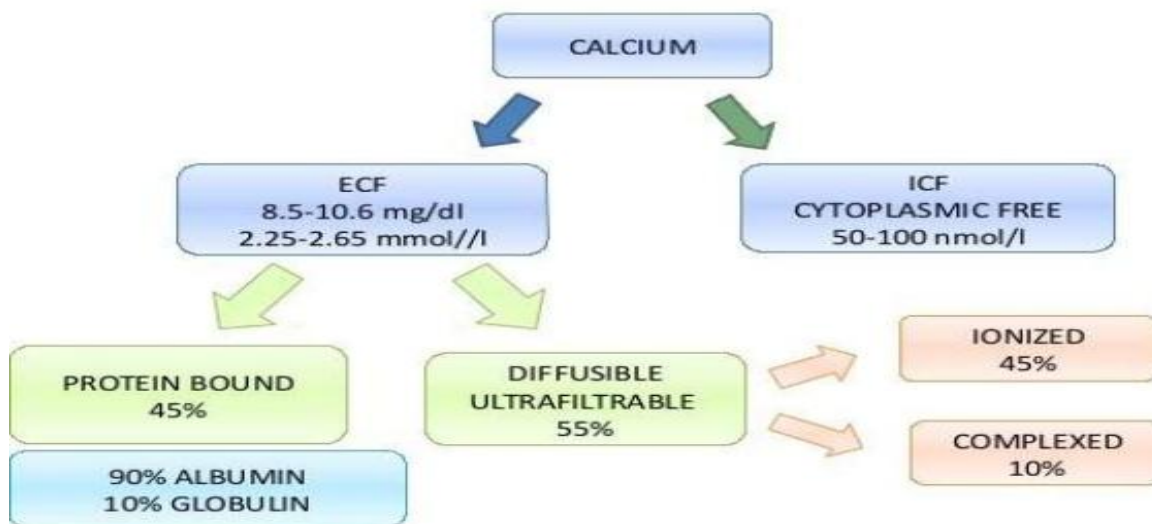 CALCIUM
ECF
8.5-10.6 mg/dl
2.25-2.65 mmol//l
ICF
CYTOPLASMIC FREE
50-100 nmol/l
PROTEIN BOUND
45%
90% ALBUMIN
10% GLOBULIN
DIFFUSIBLE
ULTRAFILTRABLE
55%
IONIZED
45%
COMPLEXED
10%